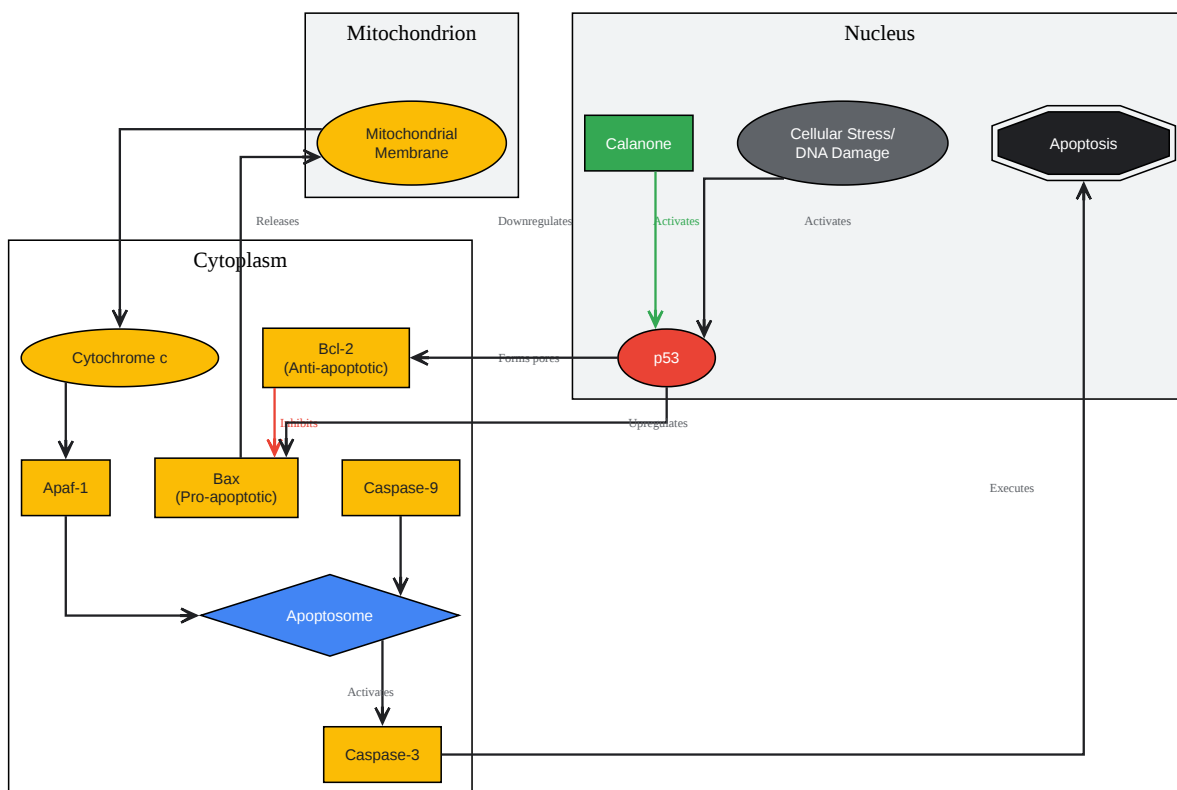 Mitochondrion
Nucleus
Mitochondrial
Membrane
Calanone
Cellular Stress/
DNA Damage
Apoptosis
Releases
Downregulates
Activates
Activates
Cytoplasm
Cytochrome c
Bcl-2
(Anti-apoptotic)
Forms pores
p53
Inhibits
Upregulates
Apaf-1
Bax
(Pro-apoptotic)
Caspase-9
Executes
Apoptosome
Activates
Caspase-3